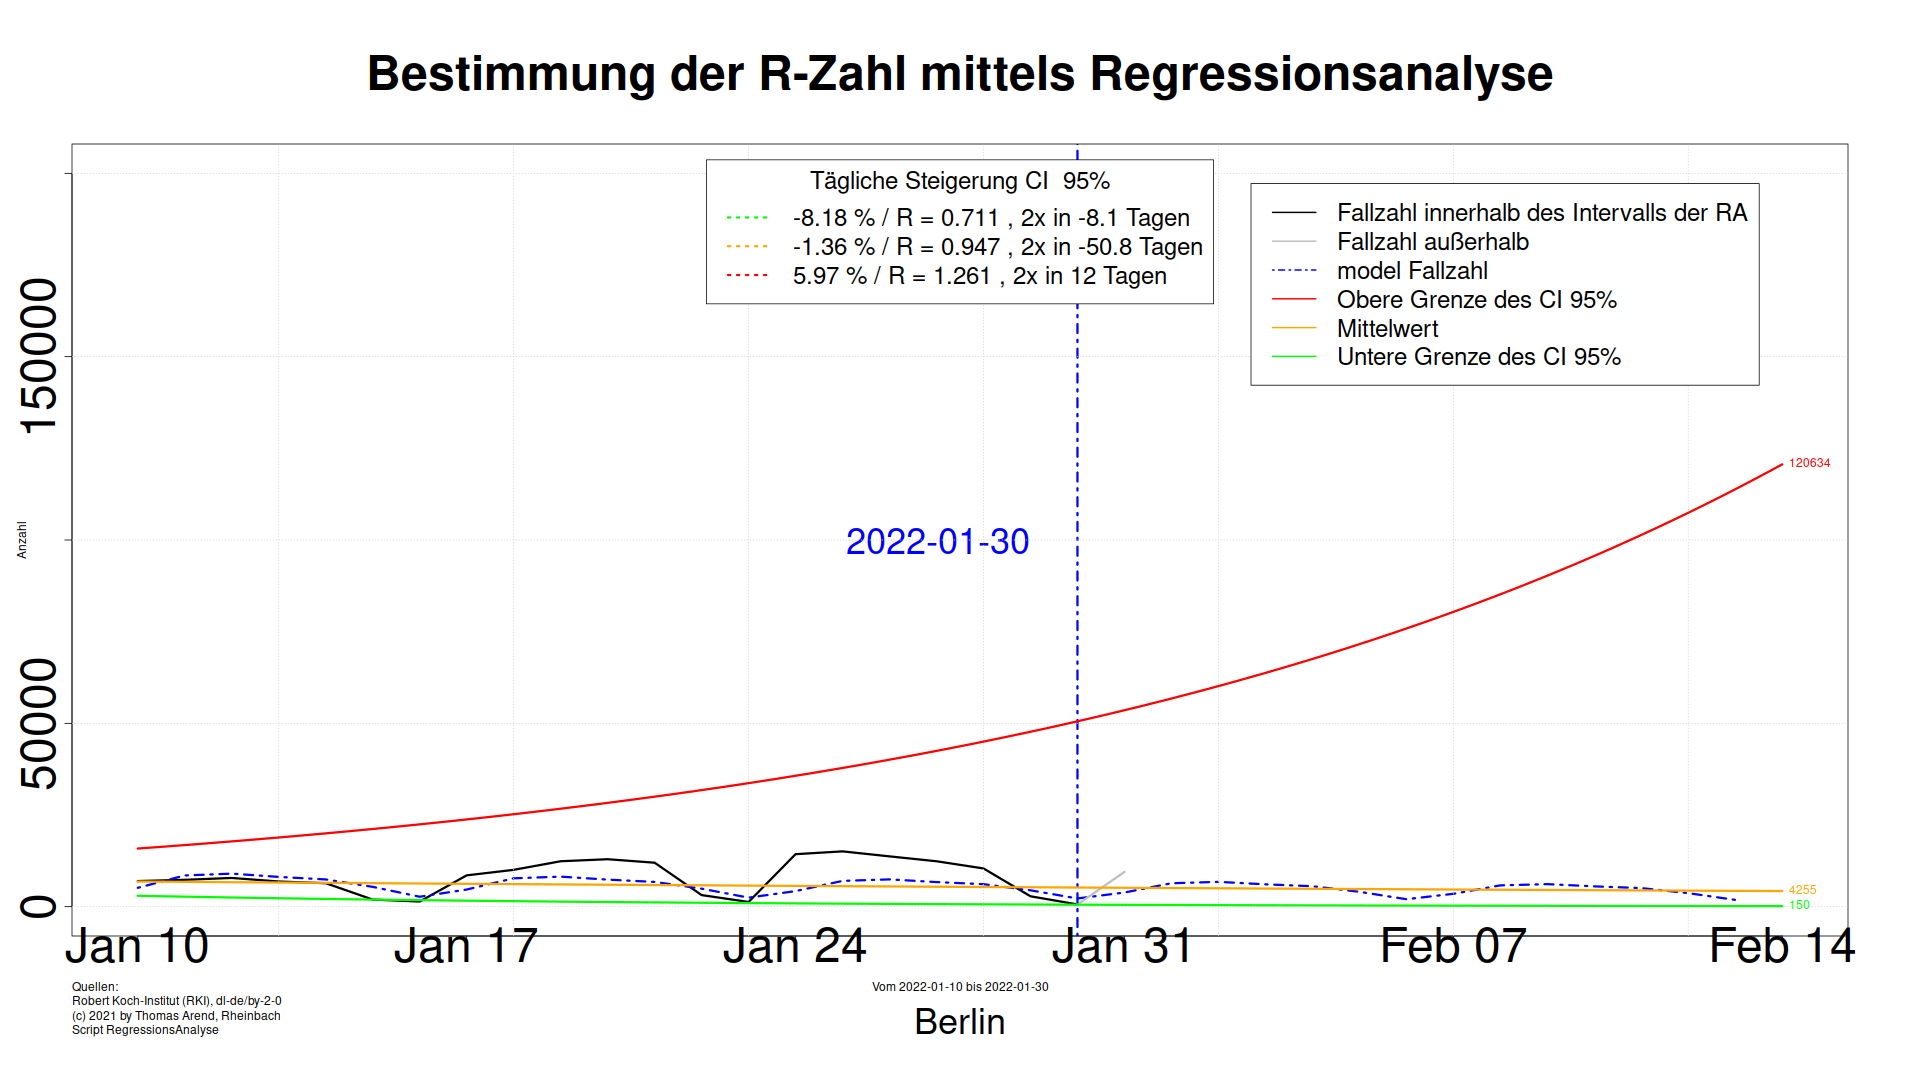 Bestimmung der R-Zahl mittels Regressionsanalyse
Tägliche Steigerung CI  95%
-8.18 % / R = 0.711 , 2x in -8.1 Tagen
-1.36 % / R = 0.947 , 2x in -50.8 Tagen
5.97 % / R = 1.261 , 2x in 12 Tagen
Fallzahl innerhalb des Intervalls der RA
Fallzahl außerhalb
model Fallzahl
Obere Grenze des CI 95%
Mittelwert
Untere Grenze des CI 95%
150000
50000
0
Anzahl
2022-01-30
120634
4255
150
Jan 10
Jan 17
Jan 24
Jan 31
Feb 07
Feb 14
Quellen:
Robert Koch-Institut (RKI), dl-de/by-2-0
(c) 2021 by Thomas Arend, Rheinbach
Script RegressionsAnalyse
Vom 2022-01-10 bis 2022-01-30
Berlin